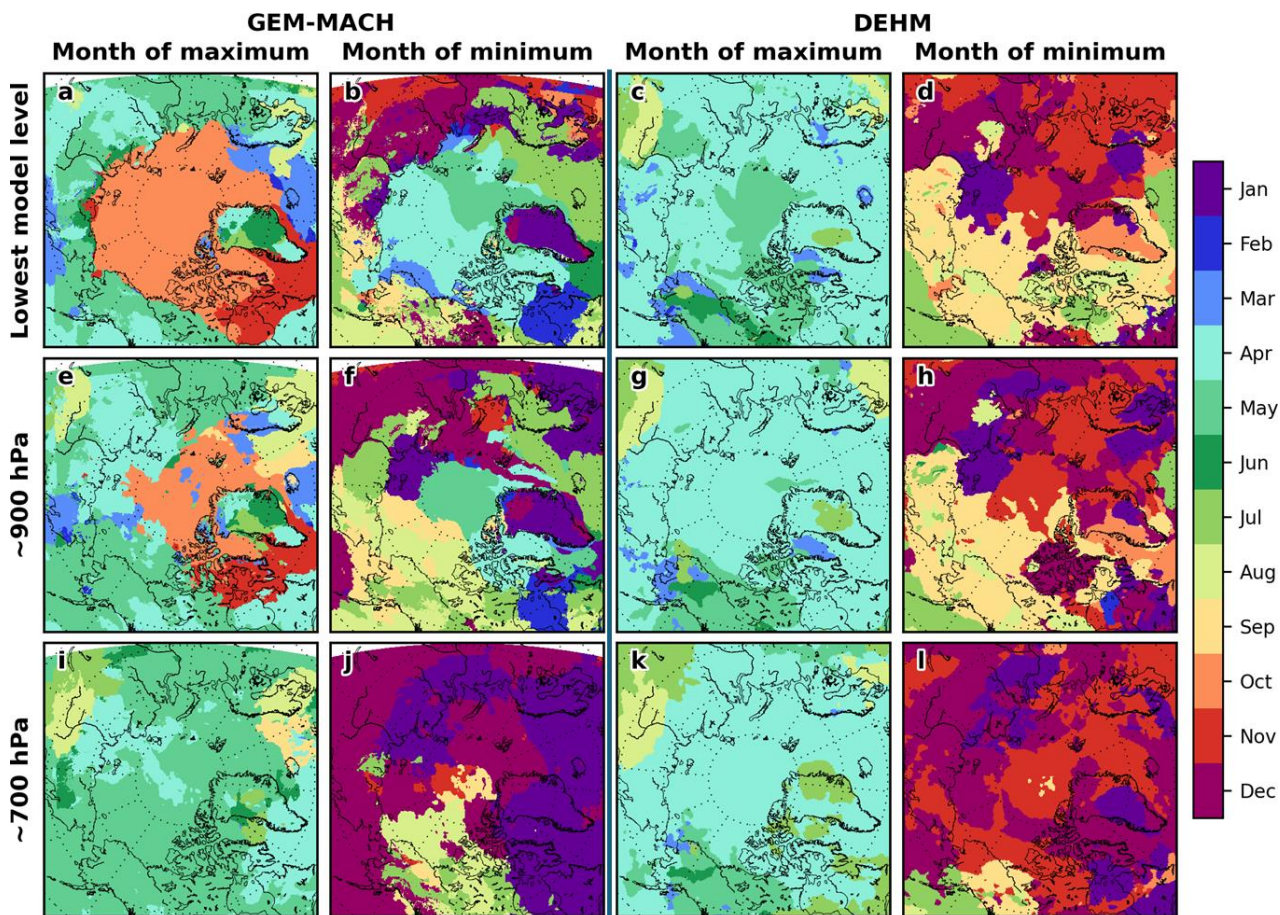 GEM-MACH DEHM
Month of maximum Month of minimum Month of maximum Month of minimum
Lowest model level
a b c d
~900 hPa
e f g h
~700 hPa
i j k l
Jan
Feb
Mar
Apr
May
Jun
Jul
Aug
Sep
Oct
Nov
Dec